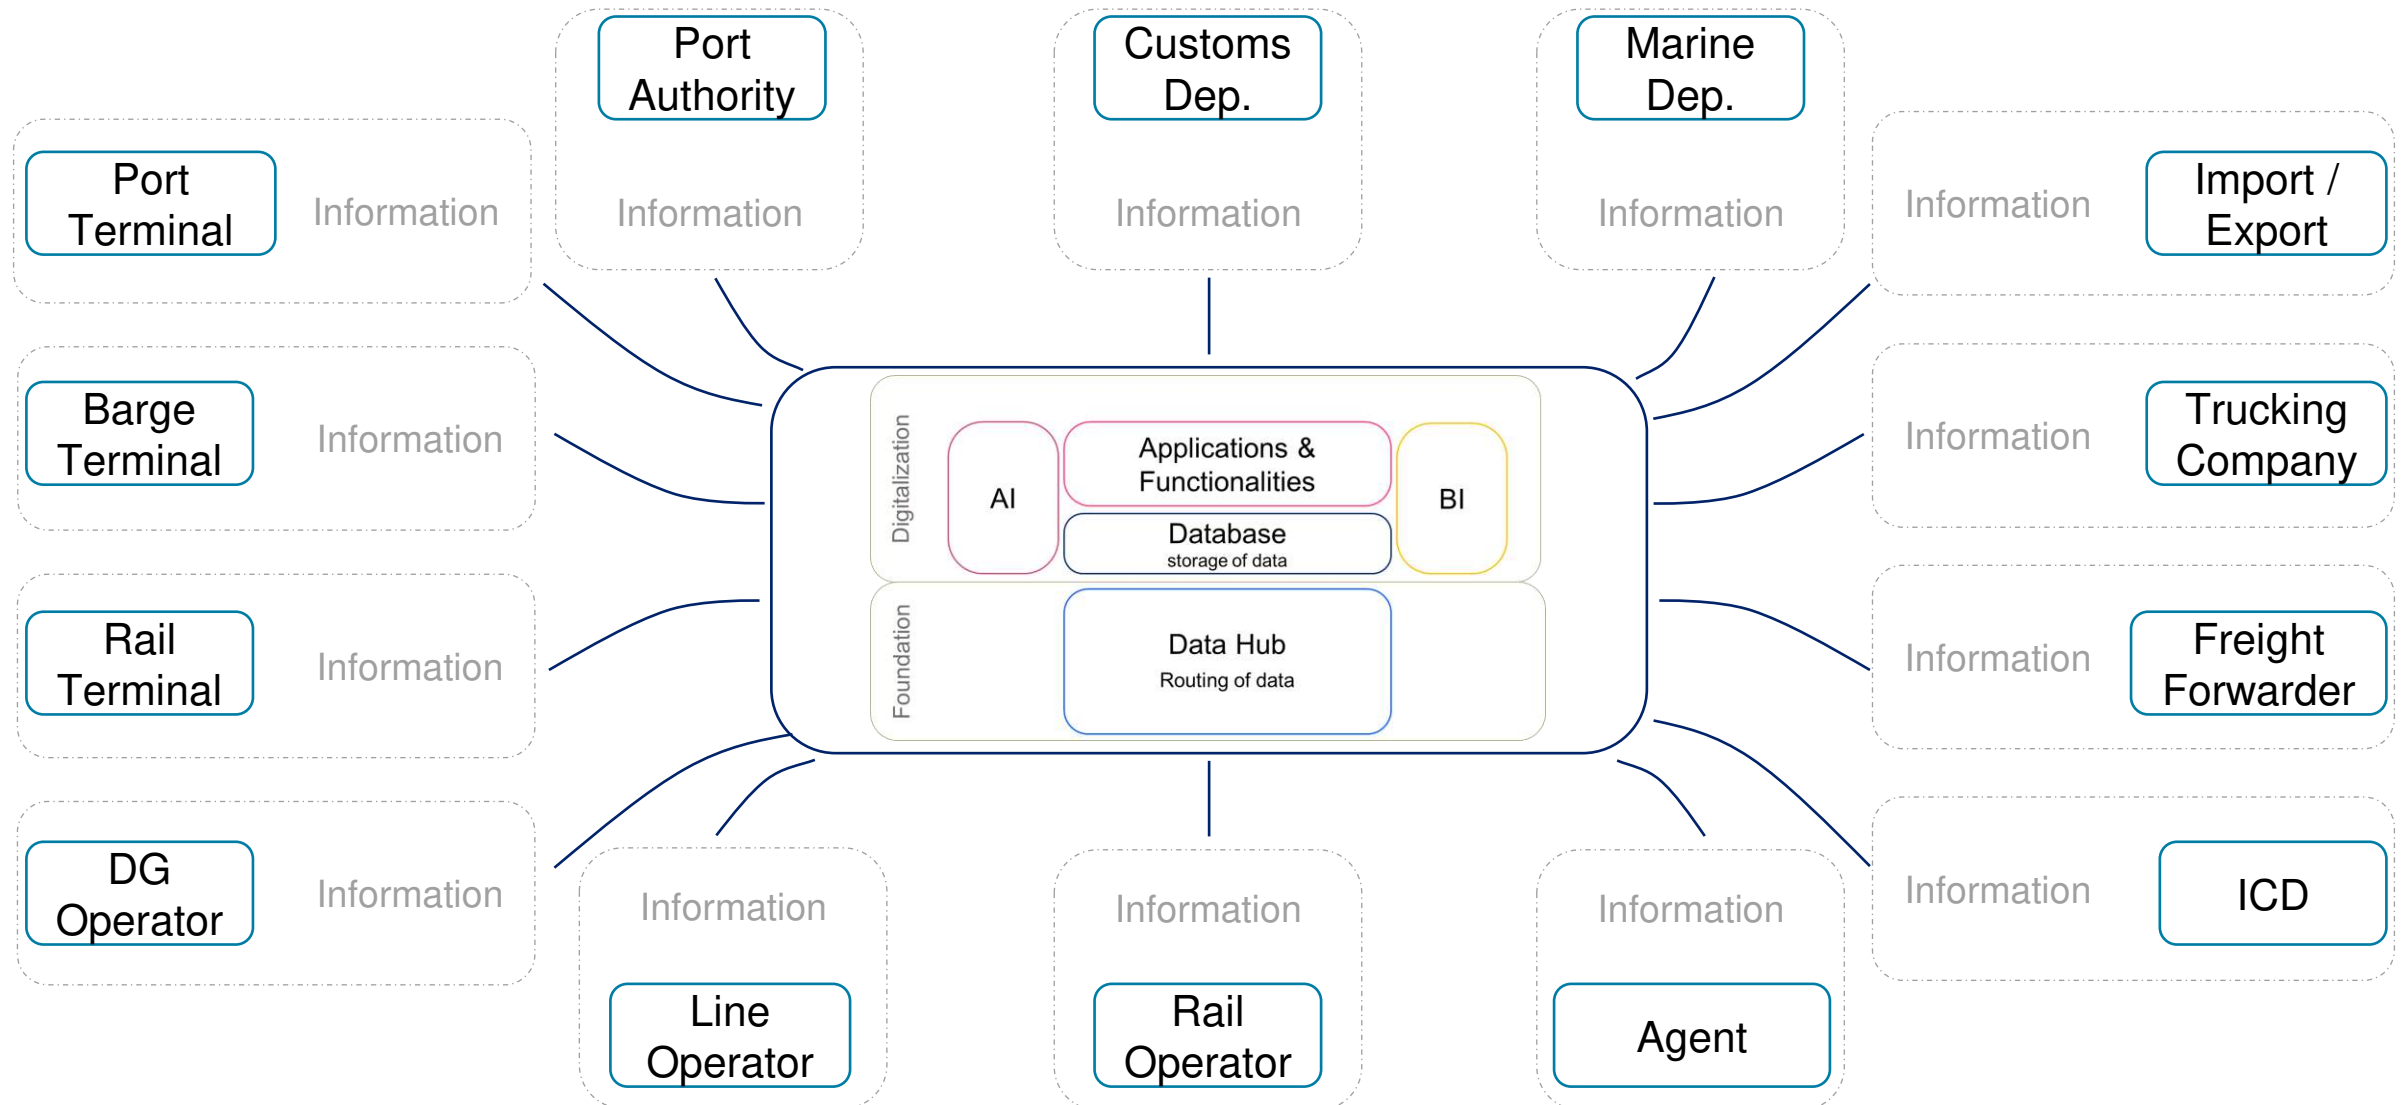 Port
Authority
Information
Customs
Dep.
Information
Marine
Dep.
Information
Port
Terminal
Information
Information
Import /
Export
Barge
Terminal
Information
Information
Trucking
Company
Digitalization
AI
Applications &
Functionalities
Database
storage of data
BI
Foundation
Data Hub
Routing of data
Rail
Terminal
Information
Information
Freight
Forwarder
DG
Operator
Information
Information
ICD
Information
Line
Operator
Information
Rail
Operator
Information
Agent